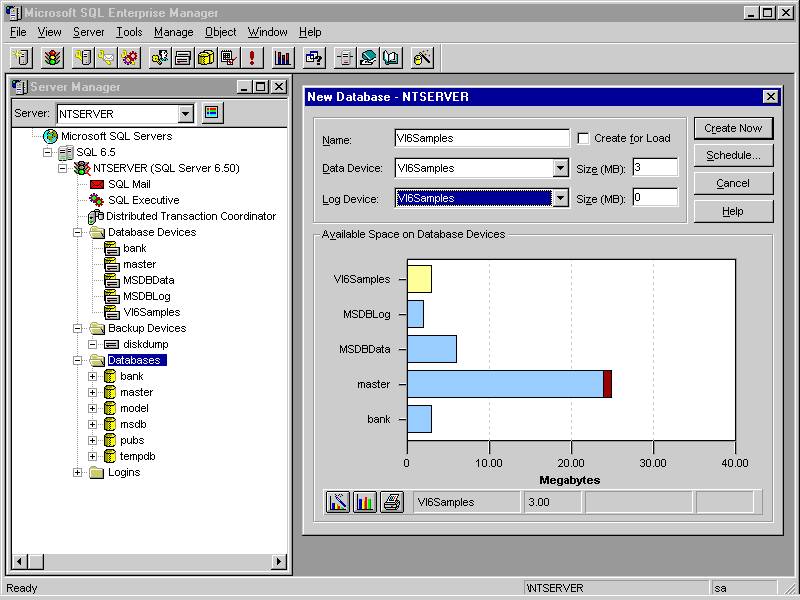 Microsoft SQL Enterprise Manager
File View Server Tools Manage Object Window Help
Server Manager
Server: NTSERVER
Microsoft SQL Servers
SQL 6.5
NTSERVER (SQL Server 6.50)
SQL Mail
SQL Executive
Distributed Transaction Coordinator
Database Devices
bank
master
MSDBData
MSDBLog
VI6Samples
Backup Devices
diskdump
Databases
bank
master
model
msdb
pubs
tempdb
Logins
New Database - NTSERVER
Name: VI6Samples Create for Load
Data Device: VI6Samples Size (MB): 3
Log Device: VI6Samples Size (MB): 0
Create Now
Schedule...
Cancel
Help
Available Space on Database Devices
VI6Samples
MSDBLog
MSDBData
master
bank
0 10.00 20.00 30.00 40.00
Megabytes
VI6Samples 3.00
Ready \NTSERVER sa